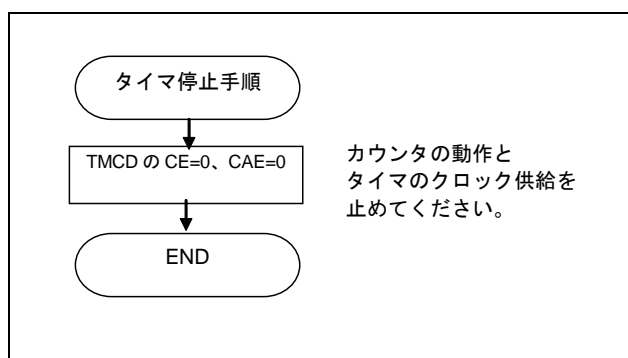 タイマ停止手順
TMCD の CE=0、CAE=0
カウンタの動作と
タイマのクロック供給を
止めてください。
END